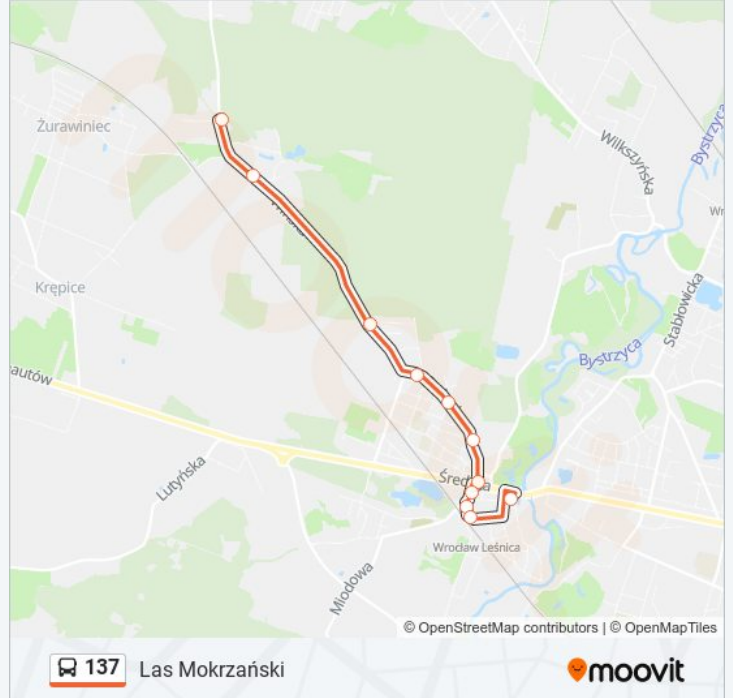 Żurawiniec
Wilkszyńska
Bystrzyca
Krępice
Stabłowicka
Bystrzyca
autów
Średzka
Lutyńska
Wrocław Leśnica
Miodowa
© OpenStreetMap contributors | © OpenMapTiles
137 Las Mokrzański
moovit